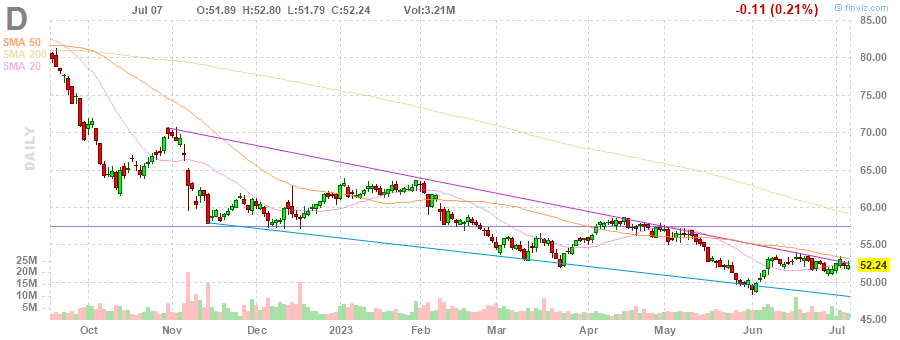 D
Jul 07 O:51.89 H:52.80 L:51.79 C:52.24 Vol:3.21M
-0.11 (0.21%)
finviz.com
SMA 50
SMA 200
SMA 20
DAILY
85.00
80.00
75.00
70.00
65.00
60.00
55.00
52.24
50.00
45.00
25M
20M
15M
10M
5M
Oct Nov Dec 2023 Feb Mar Apr May Jun Jul